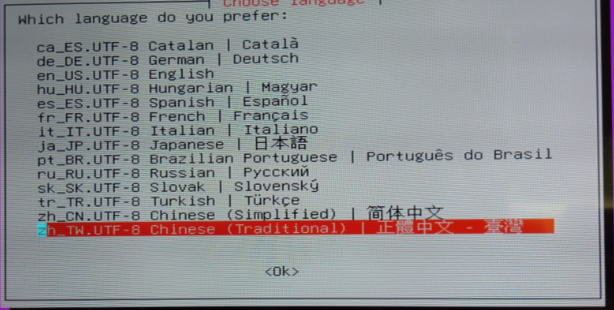 Choose language
Which language do you prefer:
ca_ES.UTF-8 Catalan | Català
de_DE.UTF-8 German | Deutsch
en_US.UTF-8 English
hu_HU.UTF-8 Hungarian | Magyar
es_ES.UTF-8 Spanish | Español
fr_FR.UTF-8 French | Français
it_IT.UTF-8 Italian | Italiano
ja_JP.UTF-8 Japanese | 日本語
pt_BR.UTF-8 Brazilian Portuguese | Português do Brasil
ru_RU.UTF-8 Russian | Русский
sk_SK.UTF-8 Slovak | Slovenský
tr_TR.UTF-8 Turkish | Türkçe
zh_CN.UTF-8 Chinese (Simplified) | 简体中文
zh_TW.UTF-8 Chinese (Traditional) | 正體中文 - 臺灣
<Ok>